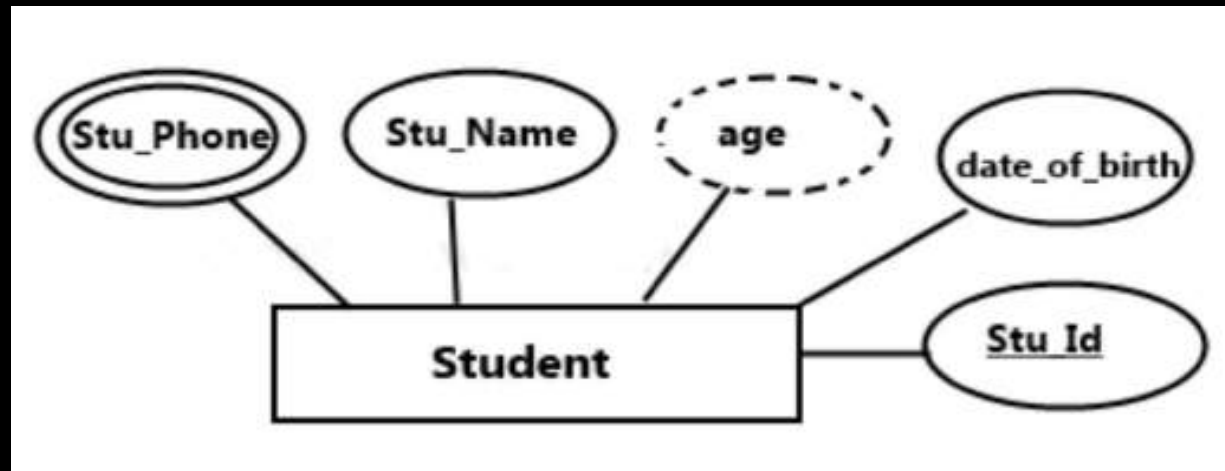 Stu_Phone
Stu_Name
age
date_of_birth
Stu_Id
Student